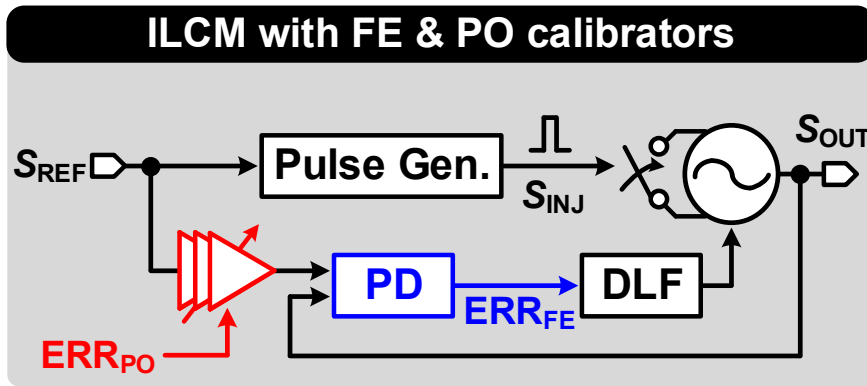 ILCM with FE & PO calibrators
SREF
Pulse Gen.
SINJ
SOUT
PD
ERRFE
DLF
ERRPO